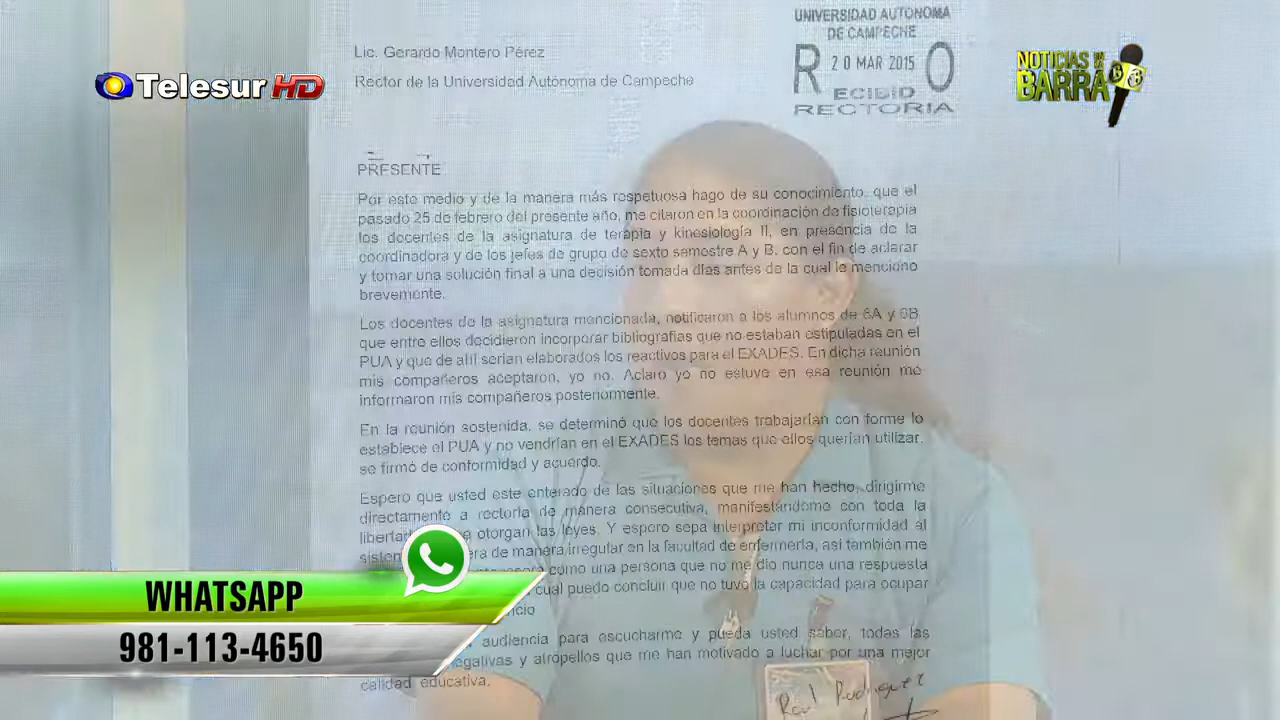 Telesur HD
NOTICIAS EN LA
BARRA
UNIVERSIDAD AUTONOMA
DE CAMPECHE
R 20 MAR 2015 O
ECIBID
RECTORIA
Lic. Gerardo Montero Pérez
Rector de la Universidad Autónoma de Campeche
PRESENTE
Por este medio y de la manera más respetuosa hago de su conocimiento, que el
pasado 25 de febrero del presente año, me citaron en la coordinación de fisioterapia
los docentes de la asignatura de terapia y kinesiología II, en presencia de la
coordinadora y de los jefes de grupo de sexto semestre A y B, con el fin de aclarar
y tomar una solución final a una decisión tomada días antes de la cual le menciono
brevemente.
Los docentes de la asignatura mencionada, notificaron a los alumnos de 6A y 6B
que entre ellos decidieron incorporar bibliografías que no estaban estipuladas en el
PUA y que de ahí serian elaborados los reactivos para el EXADES. En dicha reunión
mis compañeros aceptaron, yo no. Aclaro yo no estuve en esa reunión me
informaron mis compañeros posteriormente.
En la reunión sostenida, se determinó que los docentes trabajarían con forme lo
establece el PUA y no vendrían en el EXADES los temas que ellos querían utilizar,
se firmó de conformidad y acuerdo.
Espero que usted este enterado de las situaciones que me han hecho, dirigirme
directamente a rectoría de manera consecutiva, manifestándome con toda la
otorgan las leyes. Y espero sepa interpretar mi inconformidad al
de manera irregular en la facultad de enfermería, así también me
como una persona que no me dio nunca una respuesta
cual puedo concluir que no tuvo la capacidad para ocupar
audiencia para escucharme y pueda usted saber, todas las
y atropellos que me han motivado a luchar por una mejor
calidad educativa.
Raul Rodriguez
WHATSAPP
981-113-4650